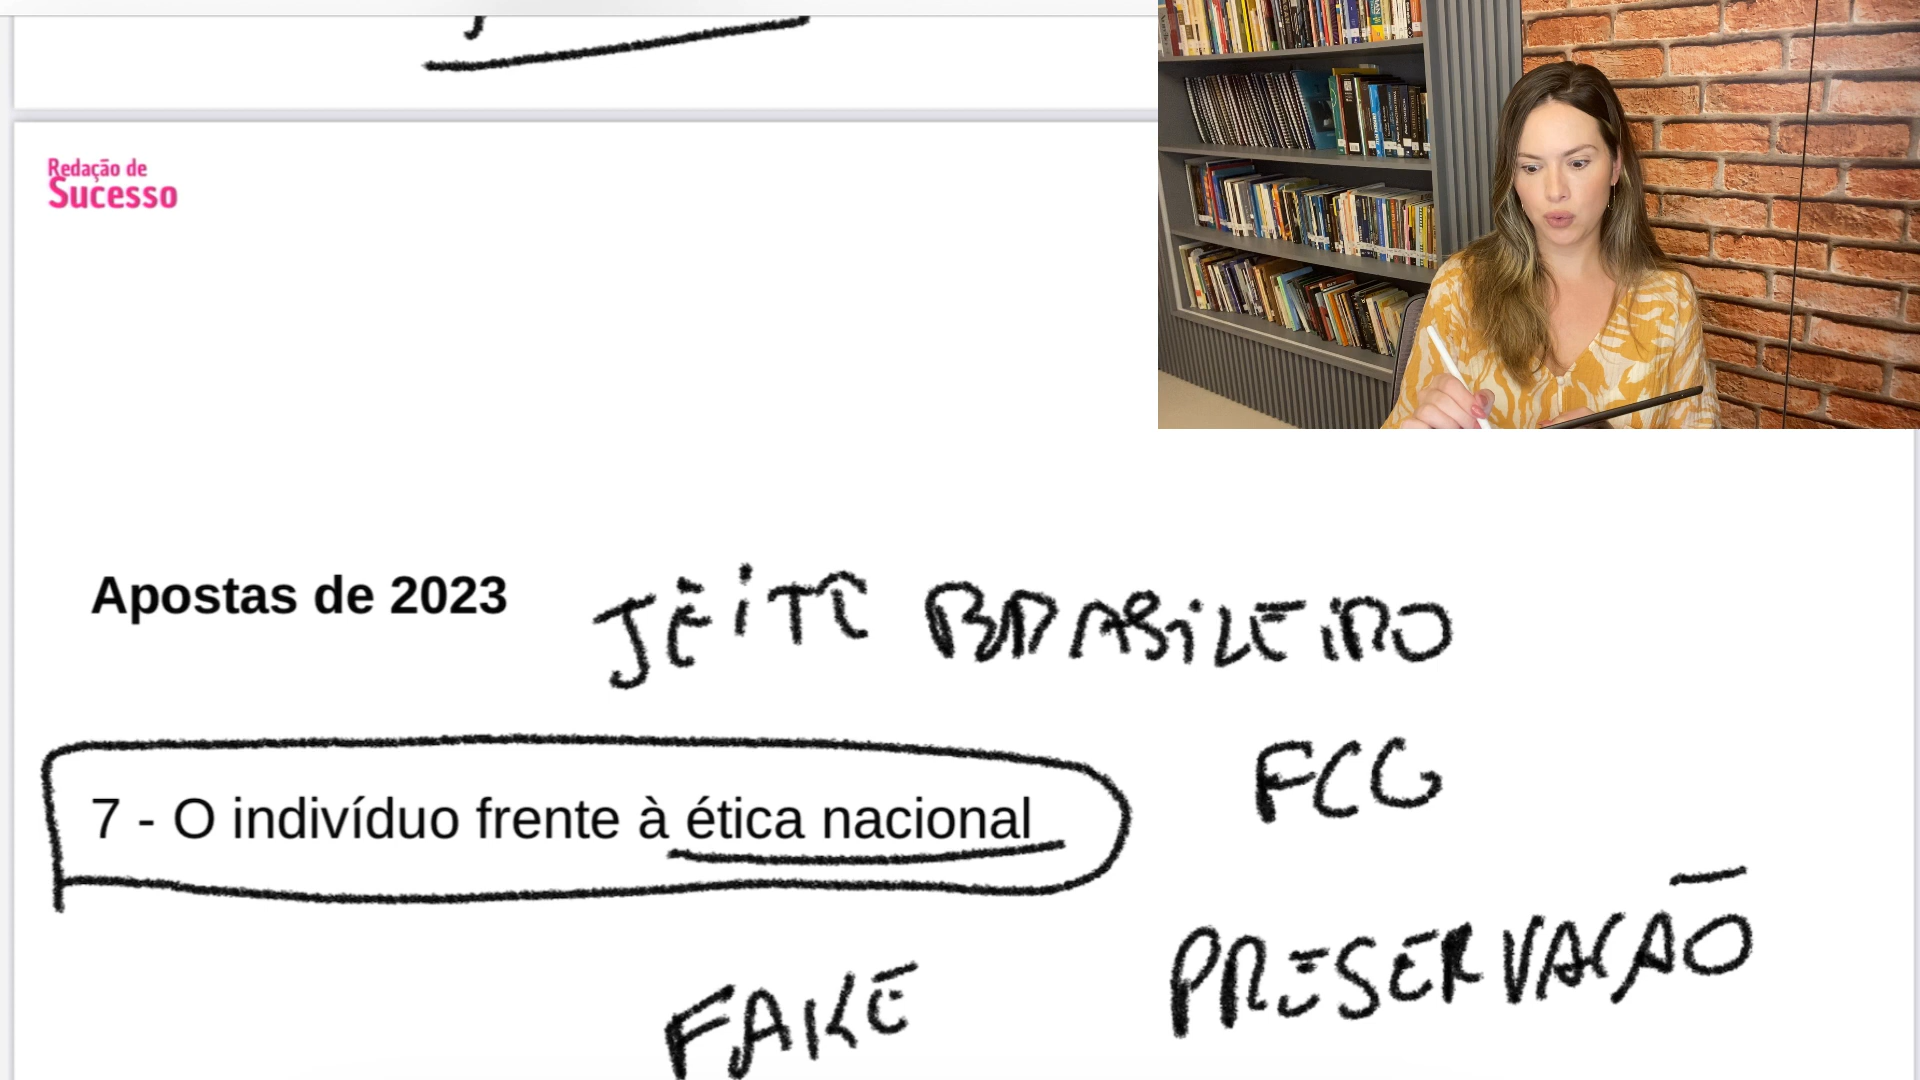 Redação de
Sucesso
Apostas de 2023
JEITO BRASILEIRO
7 - O indivíduo frente à ética nacional
FCG
PRESERVAÇÃO
FAKE